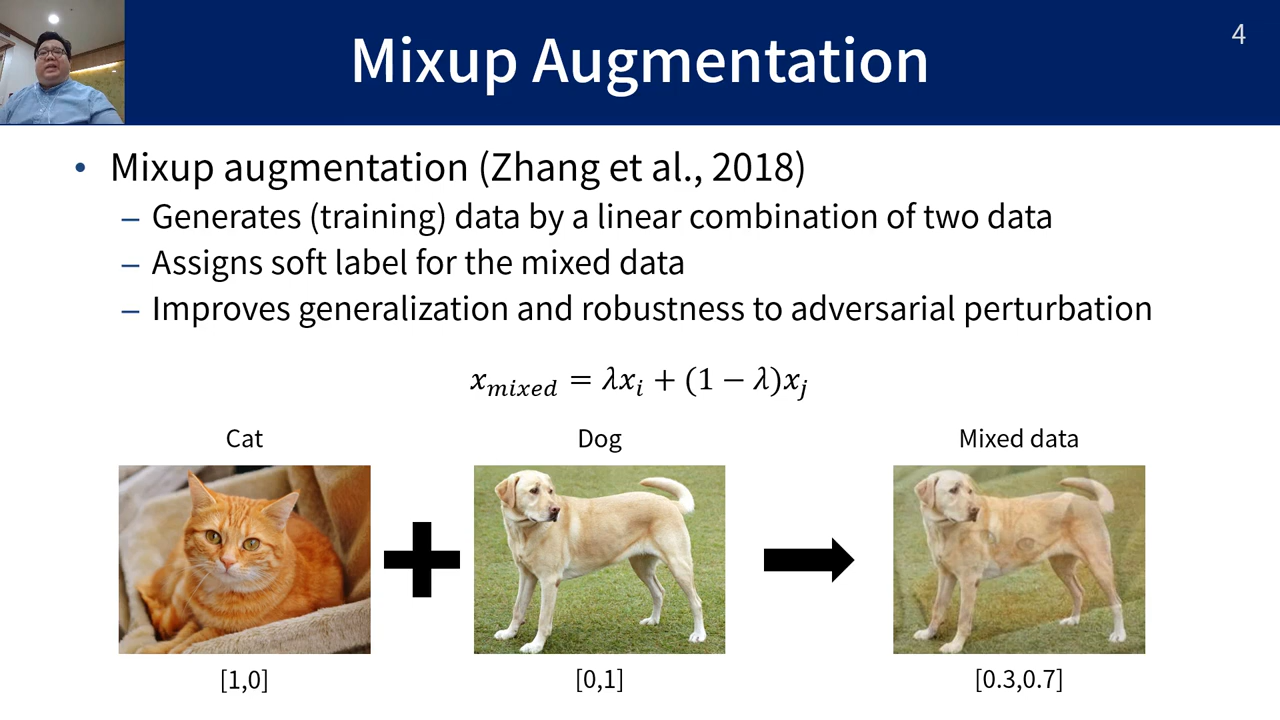 Mixup Augmentation
4
• Mixup augmentation (Zhang et al., 2018)
– Generates (training) data by a linear combination of two data
– Assigns soft label for the mixed data
– Improves generalization and robustness to adversarial perturbation
𝑥_{𝑚𝑖𝑥𝑒𝑑} = 𝜆𝑥_𝑖 + (1 − 𝜆)𝑥_𝑗
Cat
Dog
Mixed data
[1,0]
[0,1]
[0.3,0.7]